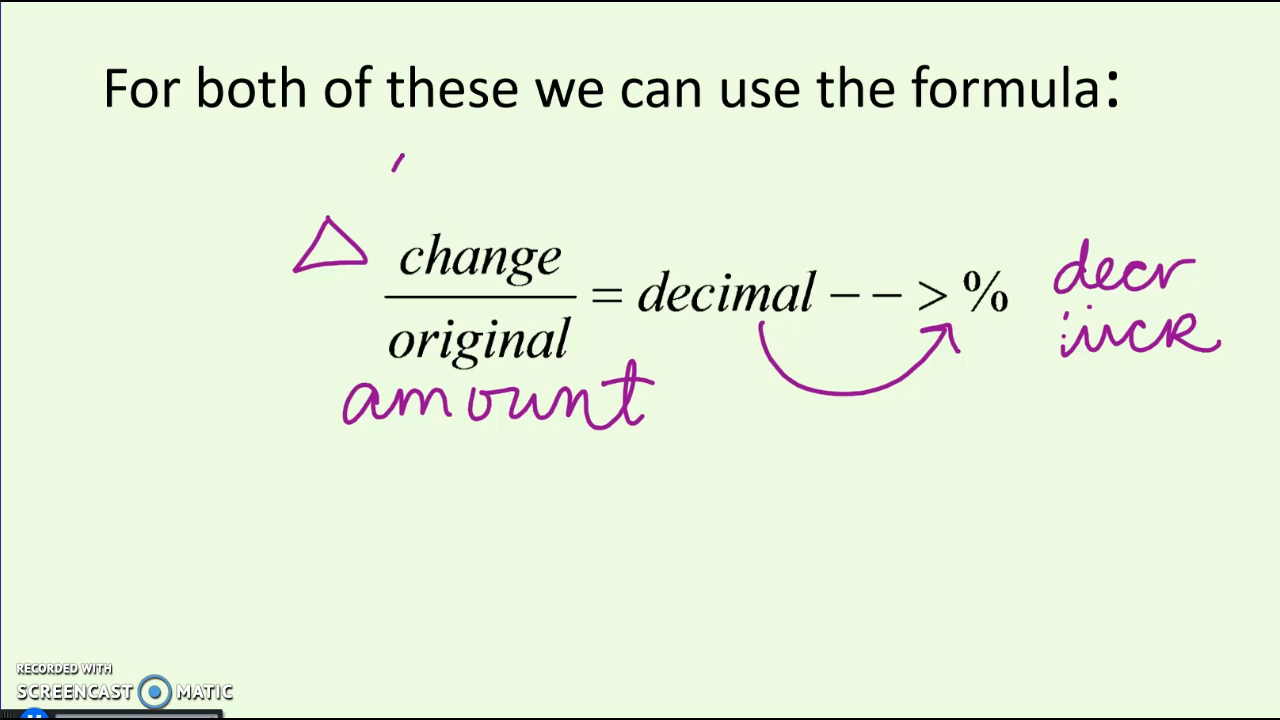 For both of these we can use the formula:
Δ change
original
= decimal --> %
amount
decr
incr
RECORDED WITH
SCREENCAST MATIC